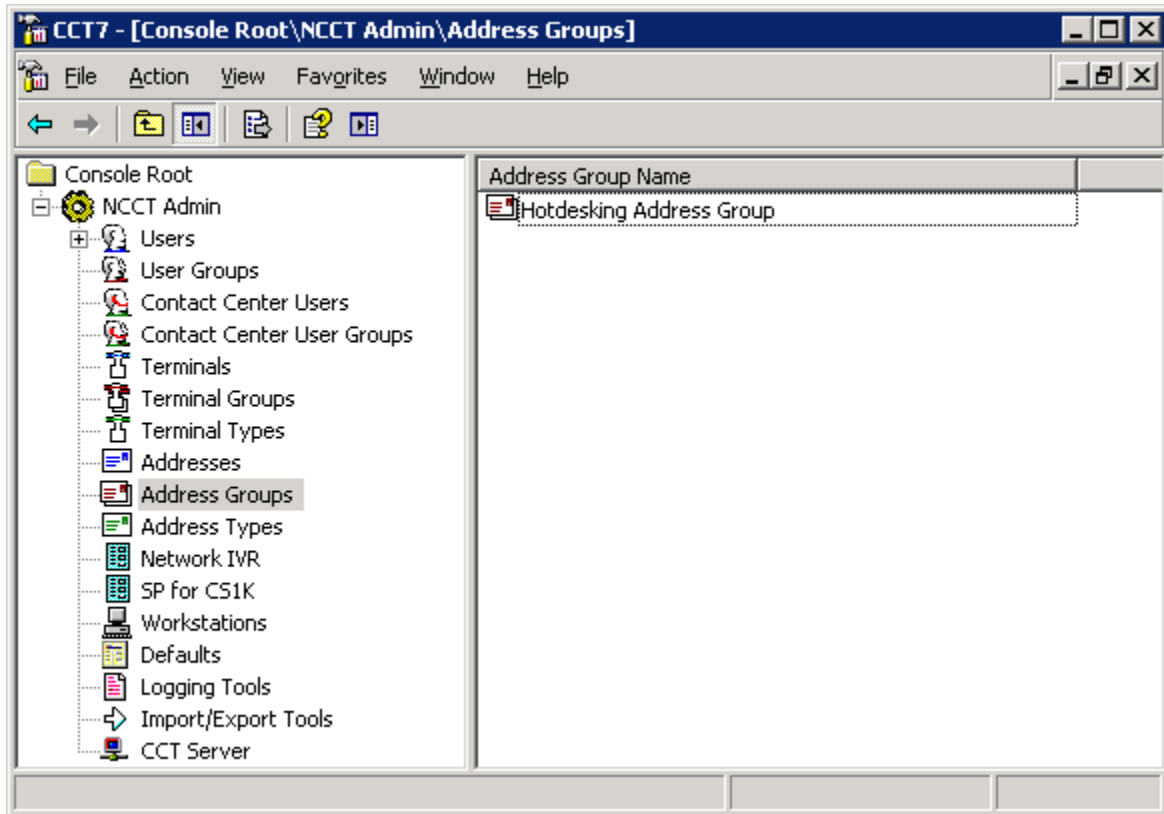 CCT7 - [Console Root\NCCT Admin\Address Groups]
File Action View Favorites Window Help
Console Root
NCCT Admin
Users
User Groups
Contact Center Users
Contact Center User Groups
Terminals
Terminal Groups
Terminal Types
Addresses
Address Groups
Address Types
Network IVR
SP for CS1K
Workstations
Defaults
Logging Tools
Import/Export Tools
CCT Server
Address Group Name
Hotdesking Address Group